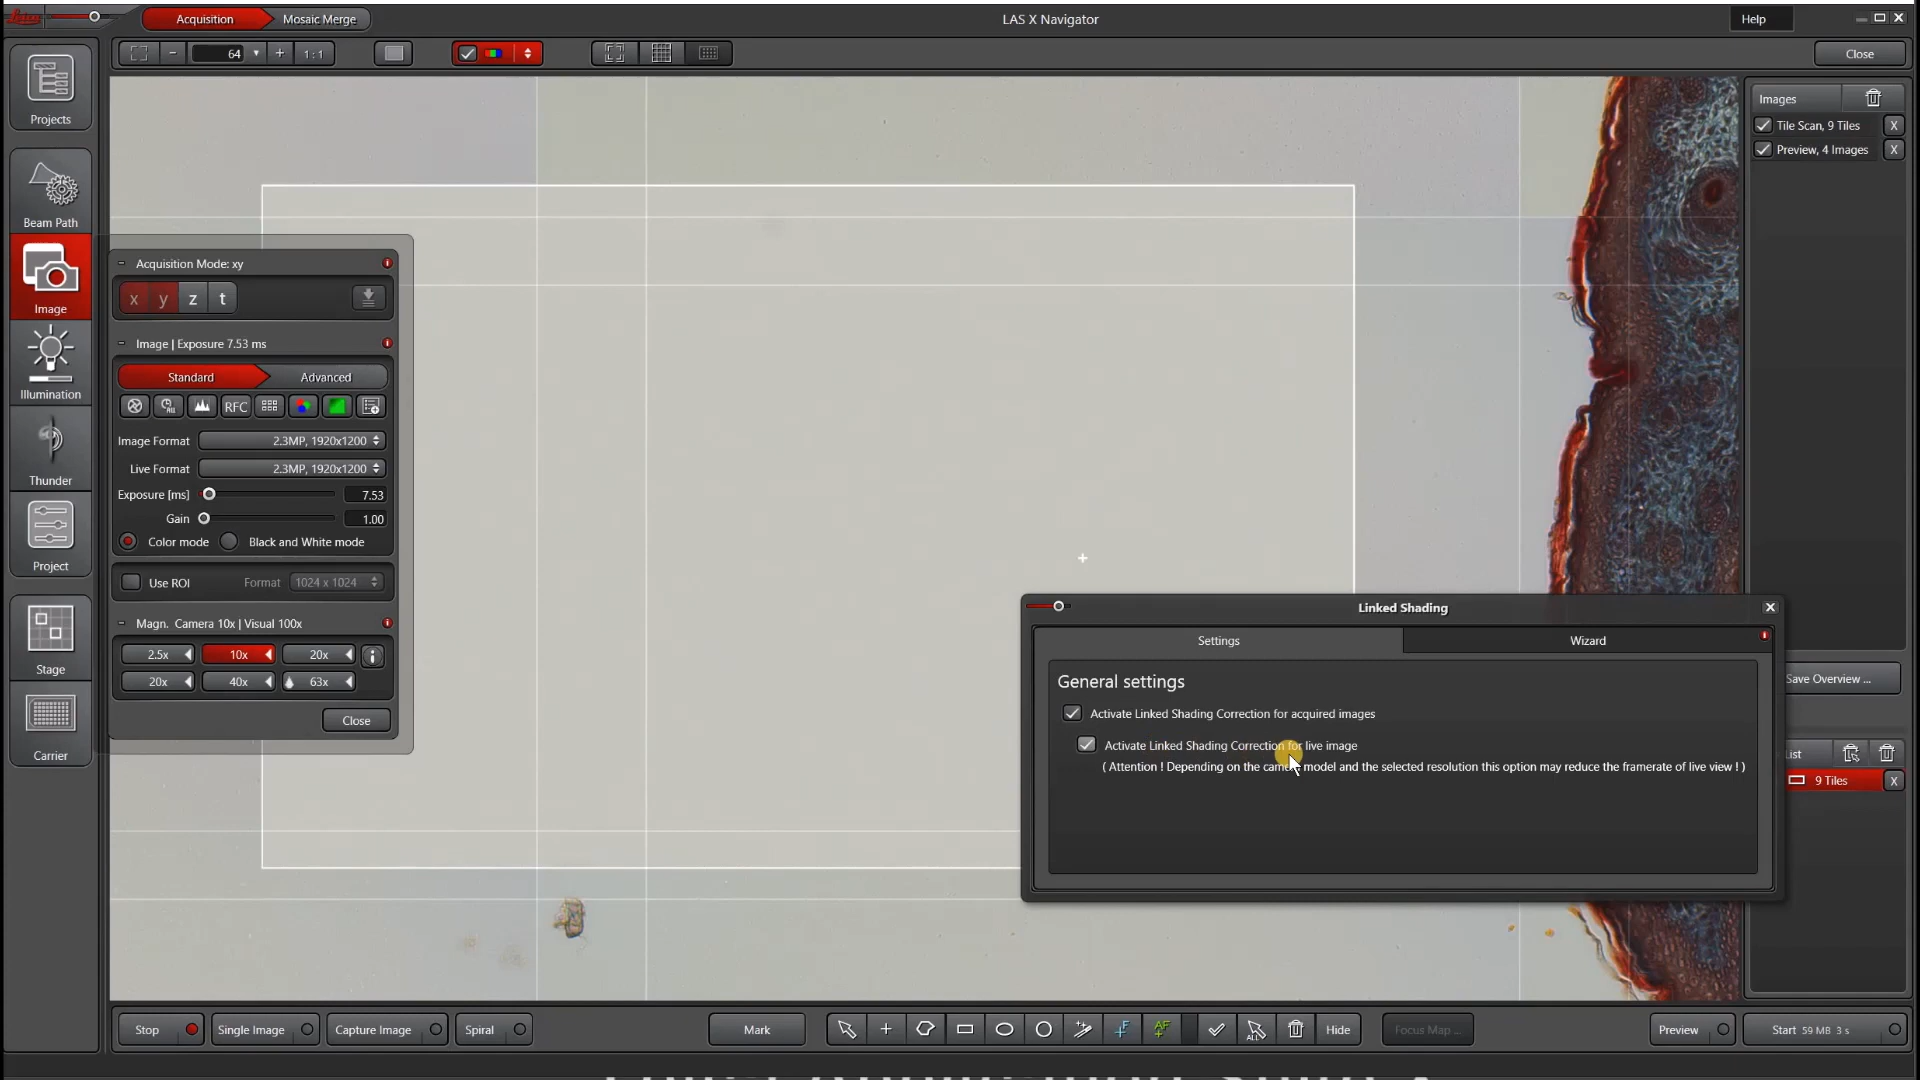 Leica
Acquisition
Mosaic Merge
LAS X Navigator
Help
64
1:1
Close
Projects
Beam Path
Image
Illumination
Thunder
Project
Stage
Carrier
Acquisition Mode: xy
x y z t
Image | Exposure 7.53 ms
Standard
Advanced
RFC
Image Format 2.3MP, 1920x1200
Live Format 2.3MP, 1920x1200
Exposure [ms] 7.53
Gain 1.00
Color mode
Black and White mode
Use ROI
Format 1024 x 1024
Magn. Camera 10x | Visual 100x
2.5x 10x 20x
20x 40x 63x
Close
Images
Tile Scan, 9 Tiles X
Preview, 4 Images X
Linked Shading
Settings
Wizard
General settings
Activate Linked Shading Correction for acquired images
Activate Linked Shading Correction for live image
( Attention ! Depending on the camera model and the selected resolution this option may reduce the framerate of live view ! )
Save Overview ...
9 Tiles X
Stop
Single Image
Capture Image
Spiral
Mark
F
AF
ALL
Hide
Focus Map ...
Preview
Start 59 MB 3 s